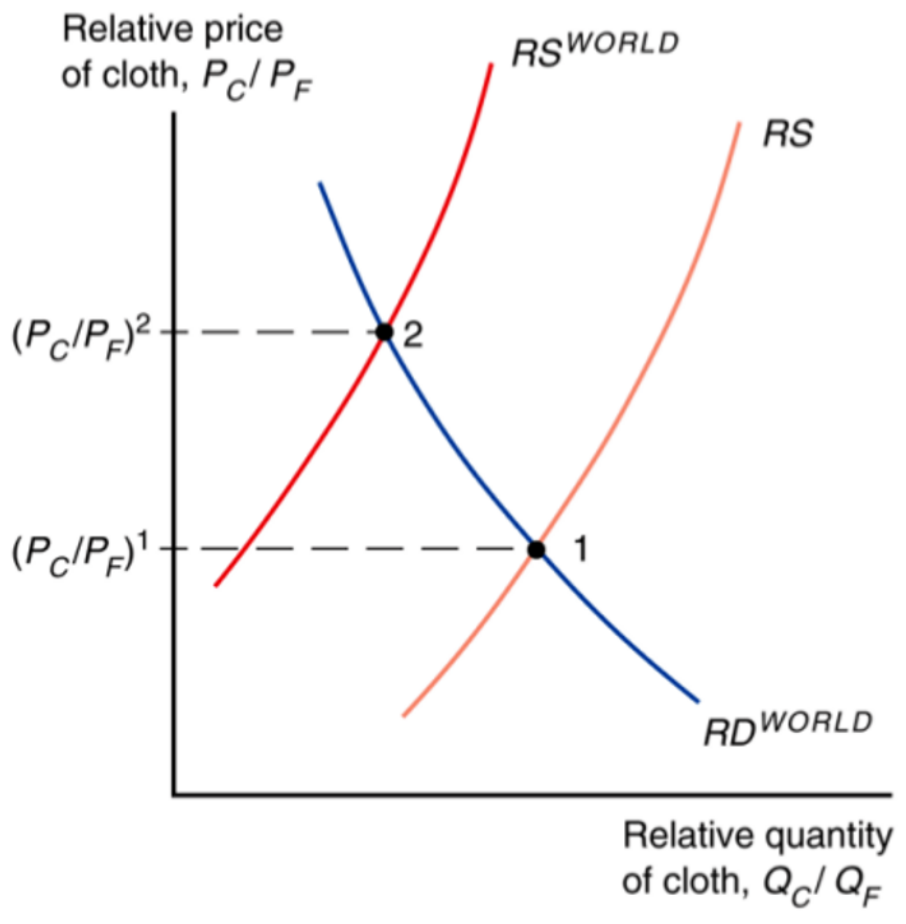 Relative price
of cloth, P_C / P_F
RS^WORLD
RS
(P_C/P_F)^2
2
(P_C/P_F)^1
1
RD^WORLD
Relative quantity
of cloth, Q_C / Q_F